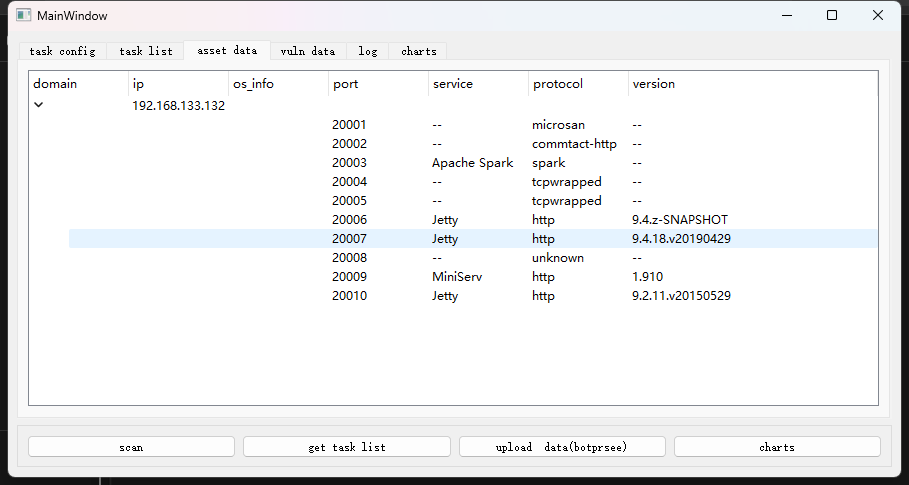 MainWindow
task config task list asset data vuln data log charts
domain ip os_info port service protocol version
192.168.133.132
20001 -- microsan --
20002 -- commtact-http --
20003 Apache Spark spark --
20004 -- tcpwrapped --
20005 -- tcpwrapped --
20006 Jetty http 9.4.z-SNAPSHOT
20007 Jetty http 9.4.18.v20190429
20008 -- unknown --
20009 MiniServ http 1.910
20010 Jetty http 9.2.11.v20150529
scan get task list upload data(botprsee) charts